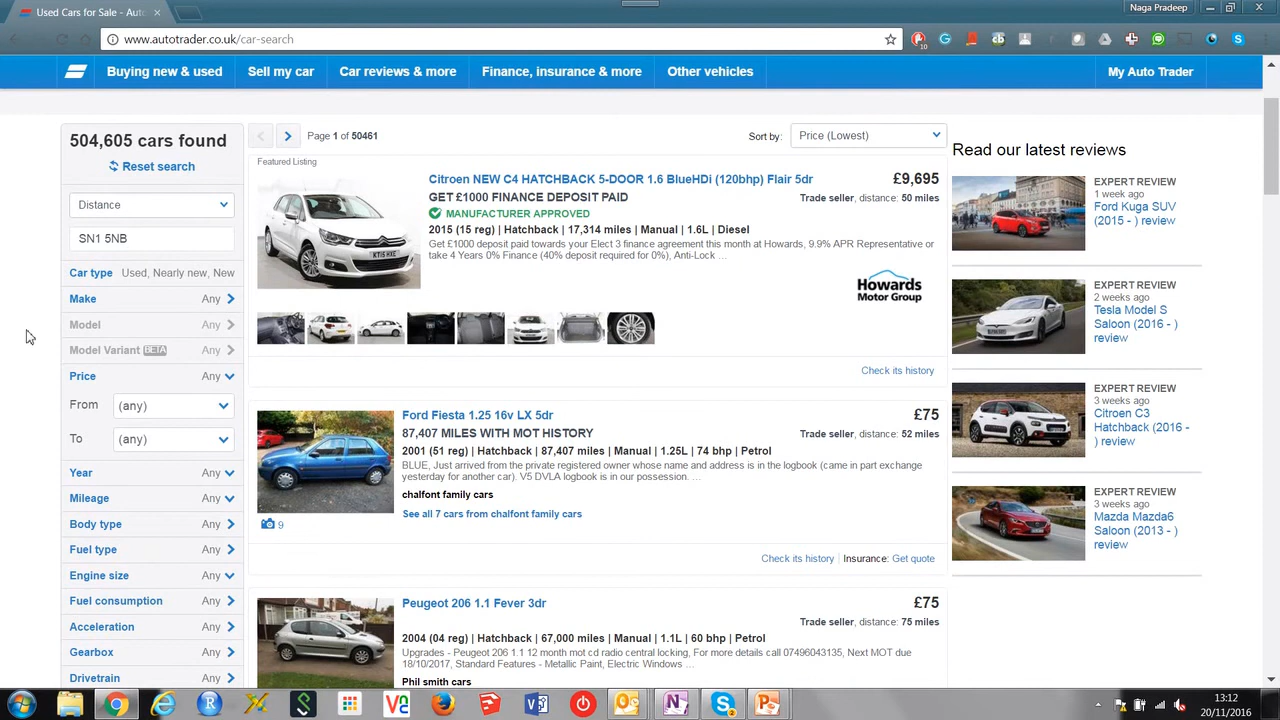 Used Cars for Sale - Auto
Naga Pradeep
www.autotrader.co.uk/car-search
10
Buying new & used
Sell my car
Car reviews & more
Finance, insurance & more
Other vehicles
My Auto Trader
504,605 cars found
Reset search
Distance
SN1 5NB
Car type Used, Nearly new, New
Make Any
Model Any
Model Variant BETA Any
Price Any
From (any)
To (any)
Year Any
Mileage Any
Body type Any
Fuel type Any
Engine size Any
Fuel consumption Any
Acceleration Any
Gearbox Any
Drivetrain Any
Page 1 of 50461
Sort by: Price (Lowest)
Featured Listing
Citroen NEW C4 HATCHBACK 5-DOOR 1.6 BlueHDi (120bhp) Flair 5dr
£9,695
GET £1000 FINANCE DEPOSIT PAID
Trade seller, distance: 50 miles
MANUFACTURER APPROVED
2015 (15 reg) | Hatchback | 17,314 miles | Manual | 1.6L | Diesel
Get £1000 deposit paid towards your Elect 3 finance agreement this month at Howards, 9.9% APR Representative or
take 4 Years 0% Finance (40% deposit required for 0%), Anti-Lock ...
Howards
Motor Group
Check its history
Ford Fiesta 1.25 16v LX 5dr
£75
87,407 MILES WITH MOT HISTORY
Trade seller, distance: 52 miles
2001 (51 reg) | Hatchback | 87,407 miles | Manual | 1.25L | 74 bhp | Petrol
BLUE, Just arrived from the private registered owner whose name and address is in the logbook (came in part exchange
yesterday for another car). V5 DVLA logbook is in our possession. ...
chalfont family cars
See all 7 cars from chalfont family cars
9
Check its history Insurance: Get quote
Peugeot 206 1.1 Fever 3dr
£75
Trade seller, distance: 75 miles
2004 (04 reg) | Hatchback | 67,000 miles | Manual | 1.1L | 60 bhp | Petrol
Upgrades - Peugeot 206 1.1 12 month mot cd radio central locking, For more details call 07496043135, Next MOT due
18/10/2017, Standard Features - Metallic Paint, Electric Windows ...
Phil smith cars
Read our latest reviews
EXPERT REVIEW
1 week ago
Ford Kuga SUV
(2015 - ) review
EXPERT REVIEW
2 weeks ago
Tesla Model S
Saloon (2016 - )
review
EXPERT REVIEW
3 weeks ago
Citroen C3
Hatchback (2016 -
) review
EXPERT REVIEW
3 weeks ago
Mazda Mazda6
Saloon (2013 - )
review
13:12
20/11/2016